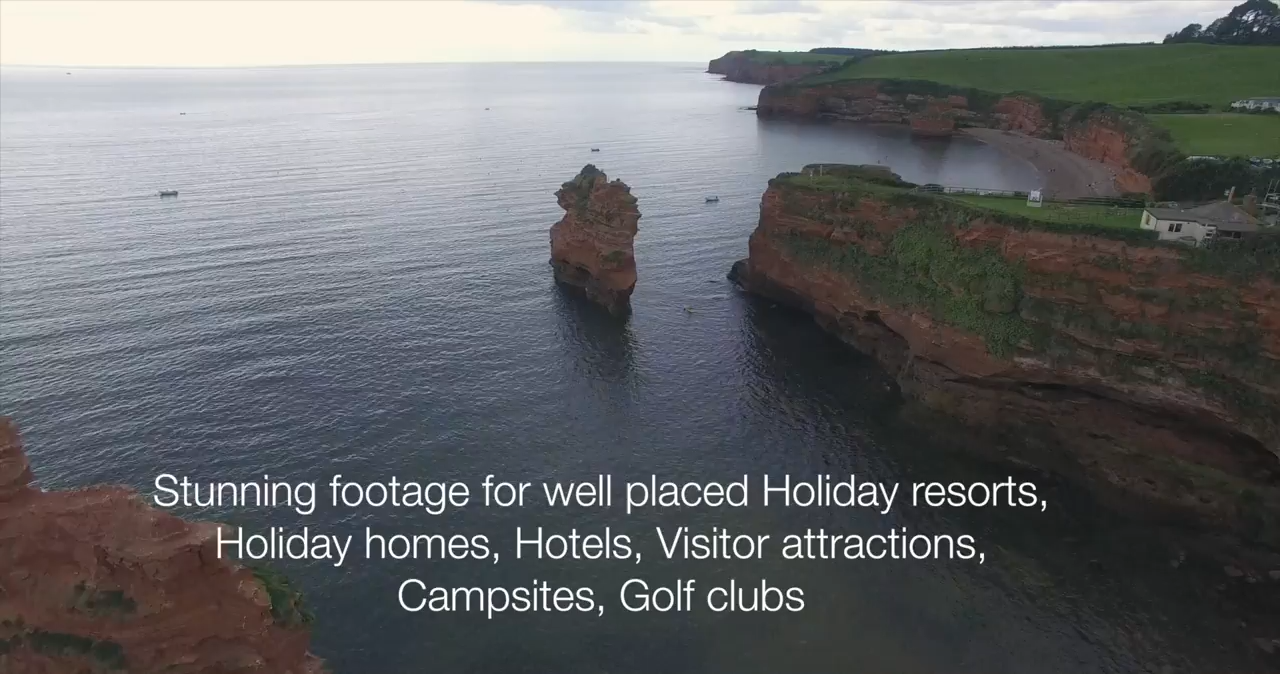 Stunning footage for well placed Holiday resorts,
Holiday homes, Hotels, Visitor attractions,
Campsites, Golf clubs